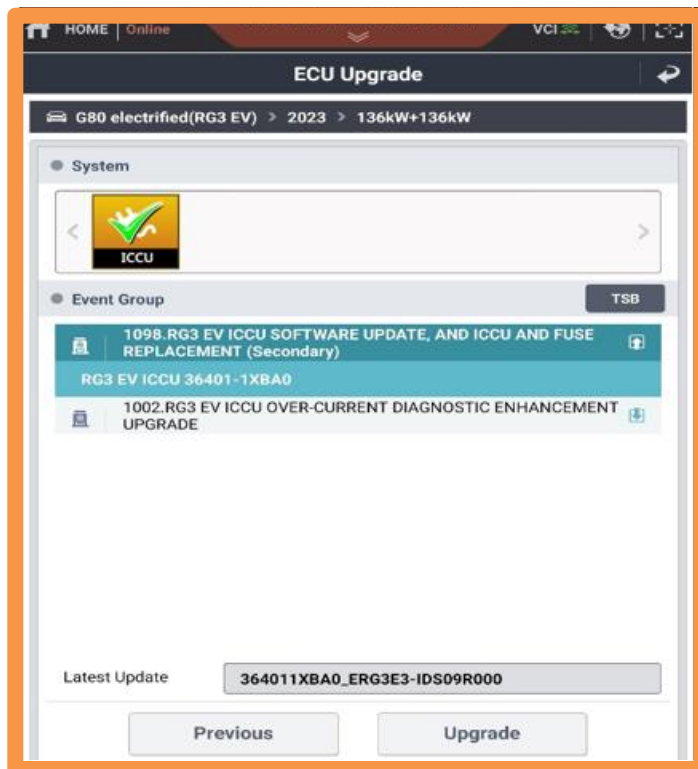 HOME | Online VCI
ECU Upgrade
G80 electrified(RG3 EV) > 2023 > 136kW+136kW
System
ICCU
Event Group TSB
1098.RG3 EV ICCU SOFTWARE UPDATE, AND ICCU AND FUSE
REPLACEMENT (Secondary)
RG3 EV ICCU 36401-1XBA0
1002.RG3 EV ICCU OVER-CURRENT DIAGNOSTIC ENHANCEMENT
UPGRADE
Latest Update 364011XBA0_ERG3E3-IDS09R000
Previous Upgrade